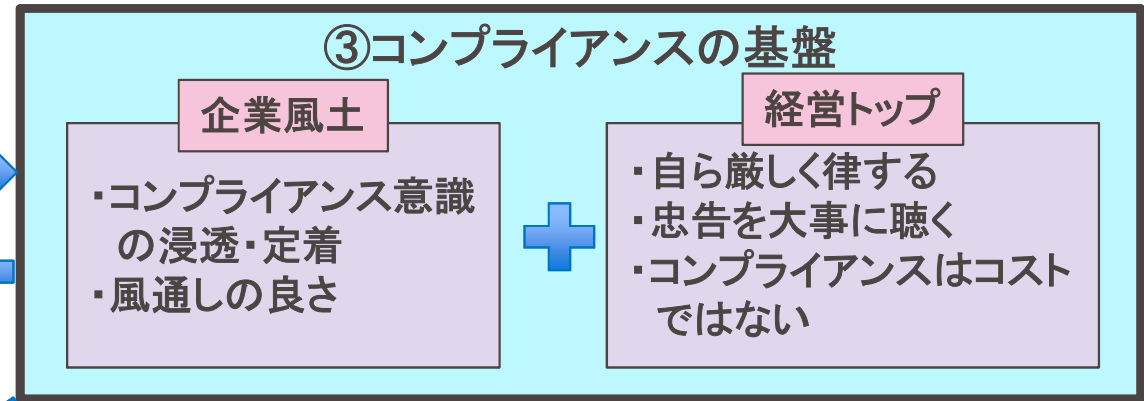 ③コンプライアンスの基盤
企業風土
・コンプライアンス意識
の浸透・定着
・風通しの良さ
経営トップ
・自ら厳しく律する
・忠告を大事に聴く
・コンプライアンスはコスト
ではない